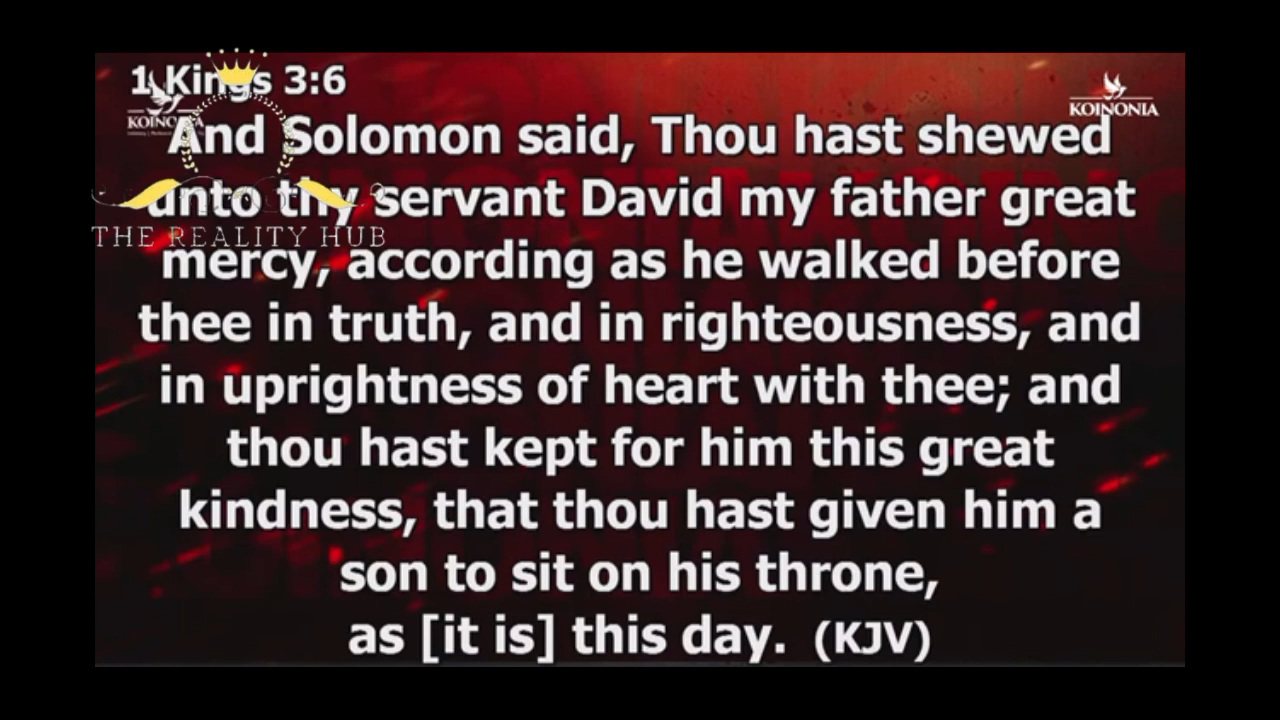 1 Kings 3:6
KOINONIA
KOINONIA
And Solomon said, Thou hast shewed
unto thy servant David my father great
THE REALITY HUB
mercy, according as he walked before
thee in truth, and in righteousness, and
in uprightness of heart with thee; and
thou hast kept for him this great
kindness, that thou hast given him a
son to sit on his throne,
as [it is] this day. (KJV)